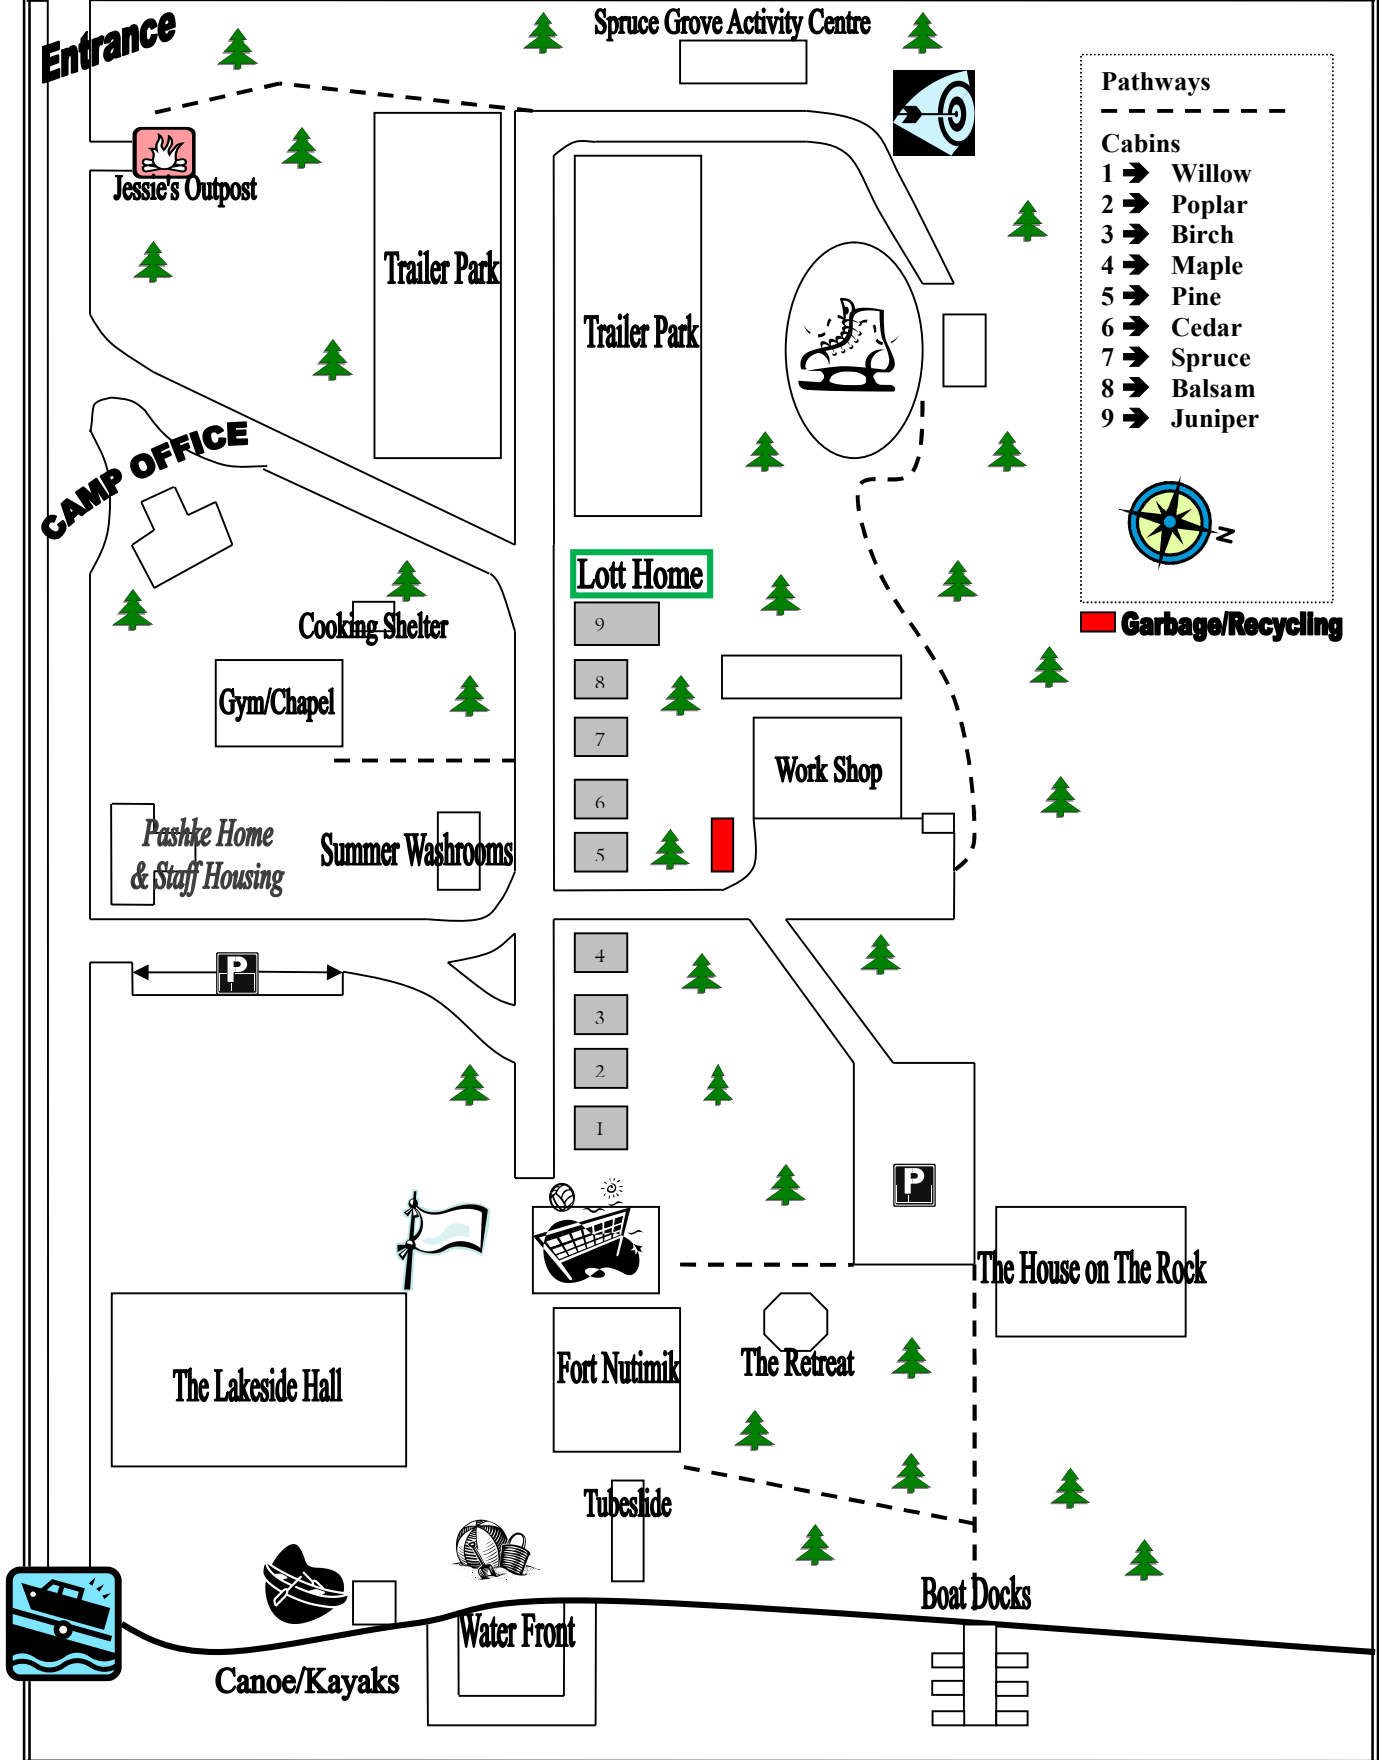 Entrance
Spruce Grove Activity Centre
Jessie's Outpost
Trailer Park
Trailer Park
Pathways
Cabins
1 ➔ Willow
2 ➔ Poplar
3 ➔ Birch
4 ➔ Maple
5 ➔ Pine
6 ➔ Cedar
7 ➔ Spruce
8 ➔ Balsam
9 ➔ Juniper
N
Garbage/Recycling
CAMP OFFICE
Lott Home
Cooking Shelter
9
8
Gym/Chapel
7
Work Shop
6
Pashke Home
& Staff Housing
Summer Washrooms
5
4
P
3
2
1
P
The House on The Rock
The Lakeside Hall
Fort Nutimik
The Retreat
Tubeslide
Boat Docks
Water Front
Canoe/Kayaks